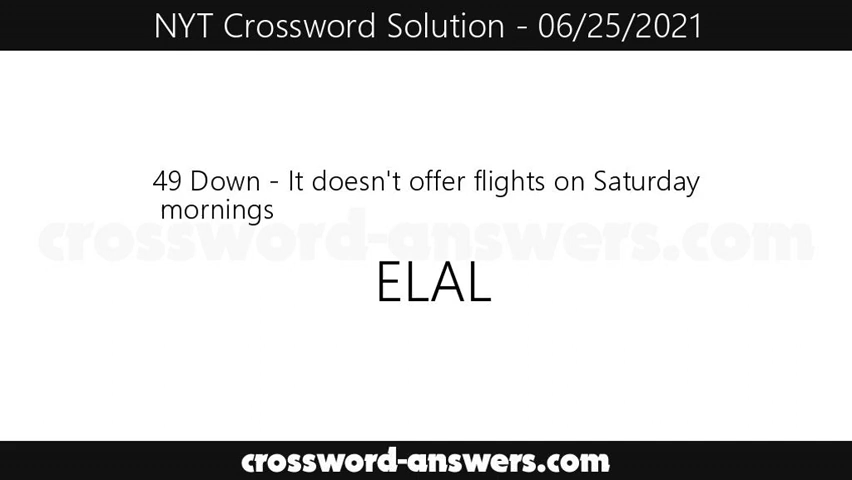 NYT Crossword Solution - 06/25/2021
49 Down - It doesn't offer flights on Saturday
mornings
crossword-answers.com
ELAL
crossword-answers.com